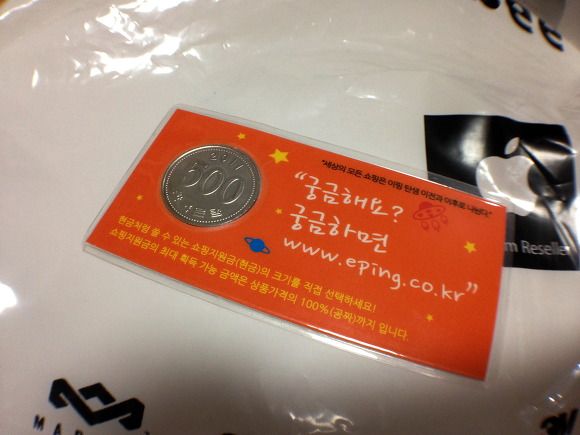 "세상의 모든 쇼핑은 이핑 탄생 이전과 이후로 나뉜다."
"궁금해요?
궁금하면
www.eping.co.kr"
500
한국은행
현금처럼 쓸 수 있는 쇼핑지원금(현금)의 크기를 직접 선택하세요!
쇼핑지원금의 최대 획득 가능 금액은 상품가격의 100%(공짜)까지 입니다.
Reseller